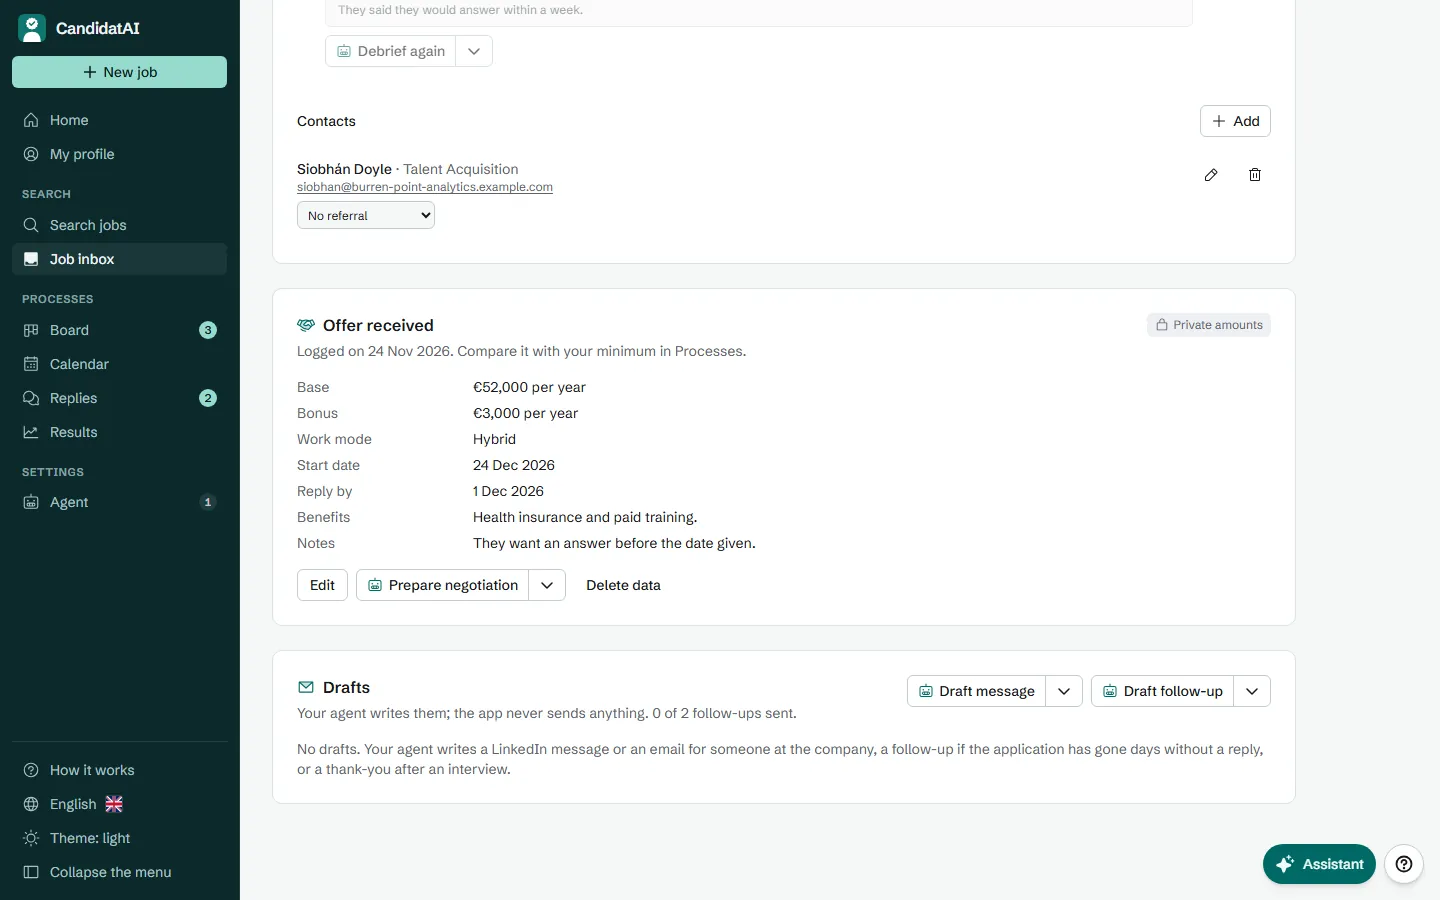 CandidatAI
New job
Home
My profile
SEARCH
Search jobs
Job inbox
PROCESSES
Board 3
Calendar
Replies 2
Results
SETTINGS
Agent 1
How it works
English
Theme: light
Collapse the menu
They said they would answer within a week.
Debrief again
Contacts
Add
Siobhán Doyle · Talent Acquisition
siobhan@burren-point-analytics.example.com
No referral
Offer received
Private amounts
Logged on 24 Nov 2026. Compare it with your minimum in Processes.
Base €52,000 per year
Bonus €3,000 per year
Work mode Hybrid
Start date 24 Dec 2026
Reply by 1 Dec 2026
Benefits Health insurance and paid training.
Notes They want an answer before the date given.
Edit Prepare negotiation Delete data
Drafts
Draft message Draft follow-up
Your agent writes them; the app never sends anything. 0 of 2 follow-ups sent.
No drafts. Your agent writes a LinkedIn message or an email for someone at the company, a follow-up if the application has gone days without a reply,
or a thank-you after an interview.
Assistant